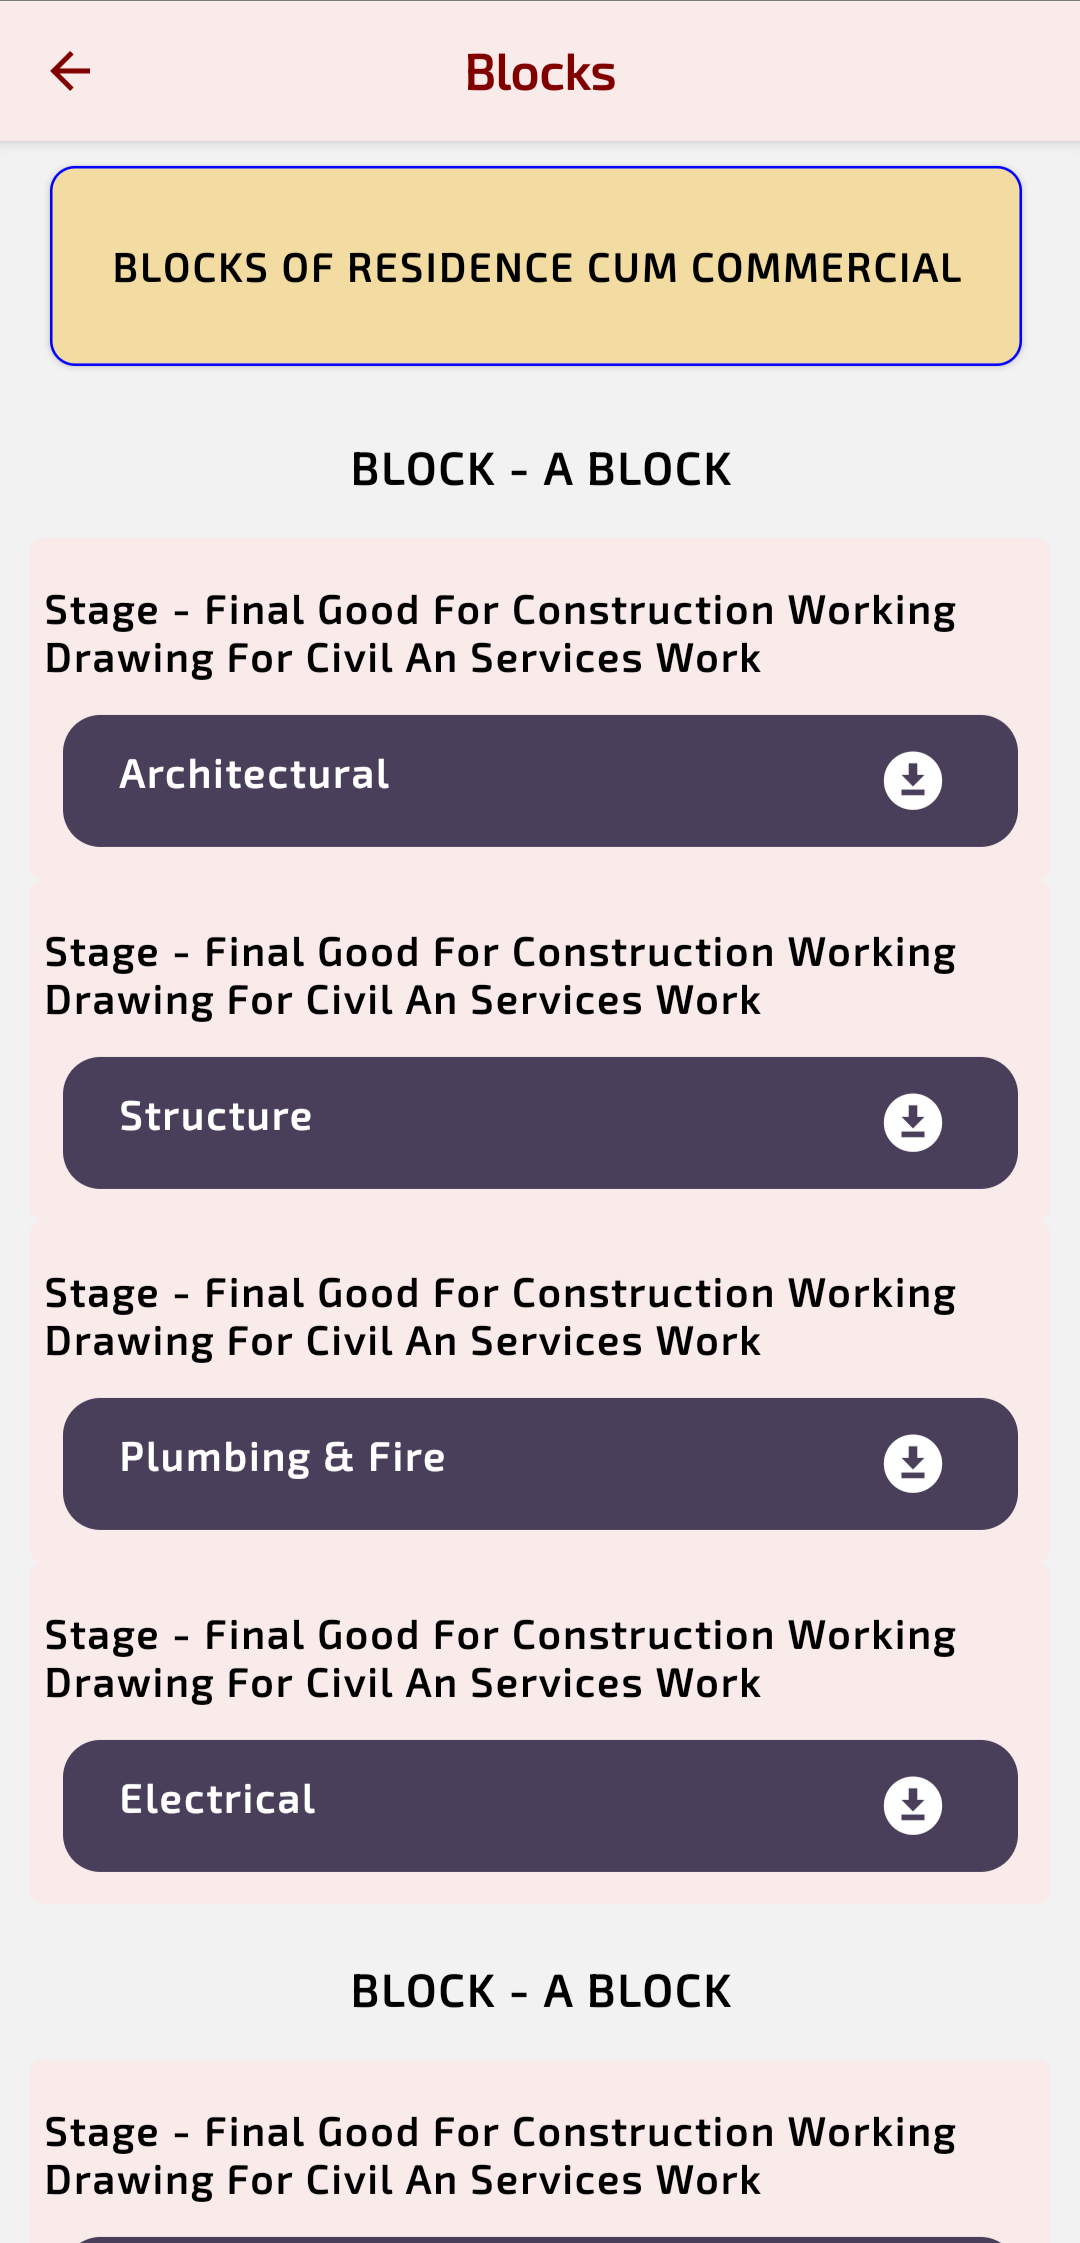 Blocks
BLOCKS OF RESIDENCE CUM COMMERCIAL
BLOCK - A BLOCK
Stage - Final Good For Construction Working
Drawing For Civil An Services Work
Architectural
Stage - Final Good For Construction Working
Drawing For Civil An Services Work
Structure
Stage - Final Good For Construction Working
Drawing For Civil An Services Work
Plumbing & Fire
Stage - Final Good For Construction Working
Drawing For Civil An Services Work
Electrical
BLOCK - A BLOCK
Stage - Final Good For Construction Working
Drawing For Civil An Services Work